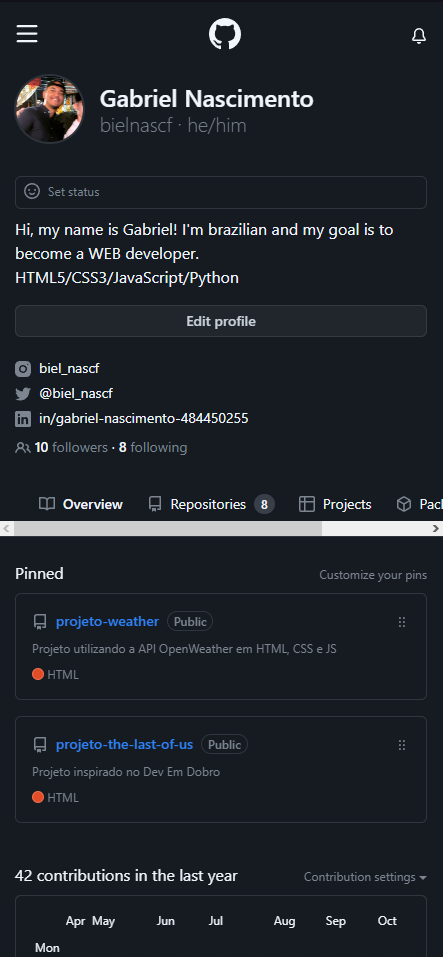 Gabriel Nascimento
bielnascf · he/him
Set status
Hi, my name is Gabriel! I'm brazilian and my goal is to
become a WEB developer.
HTML5/CSS3/JavaScript/Python
Edit profile
biel_nascf
@biel_nascf
in/gabriel-nascimento-484450255
10 followers · 8 following
Overview Repositories 8 Projects Pack
Pinned Customize your pins
projeto-weather Public
Projeto utilizando a API OpenWeather em HTML, CSS e JS
HTML
projeto-the-last-of-us Public
Projeto inspirado no Dev Em Dobro
HTML
42 contributions in the last year Contribution settings
Apr May Jun Jul Aug Sep Oct
Mon